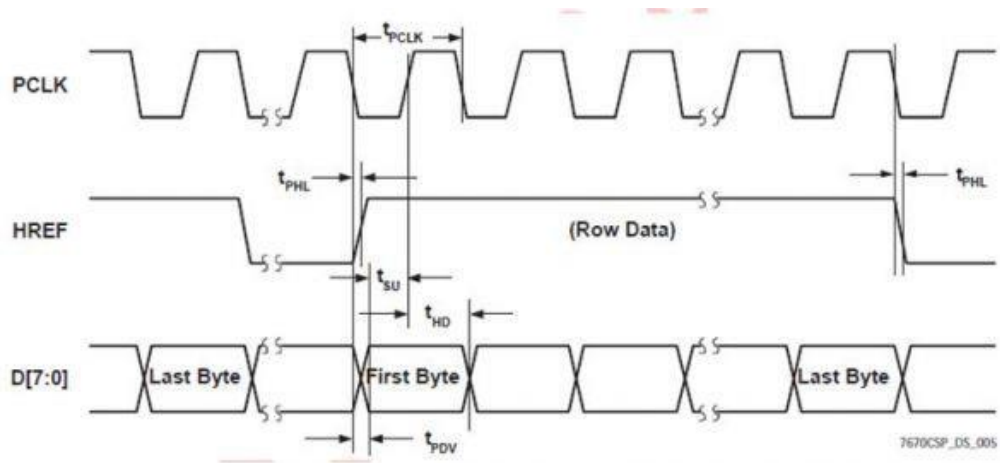 tPCLK
PCLK
tPHL
tPHL
HREF
(Row Data)
tSU
tHD
D[7:0]
Last Byte
First Byte
Last Byte
tPDV
7670CSP_DS_005